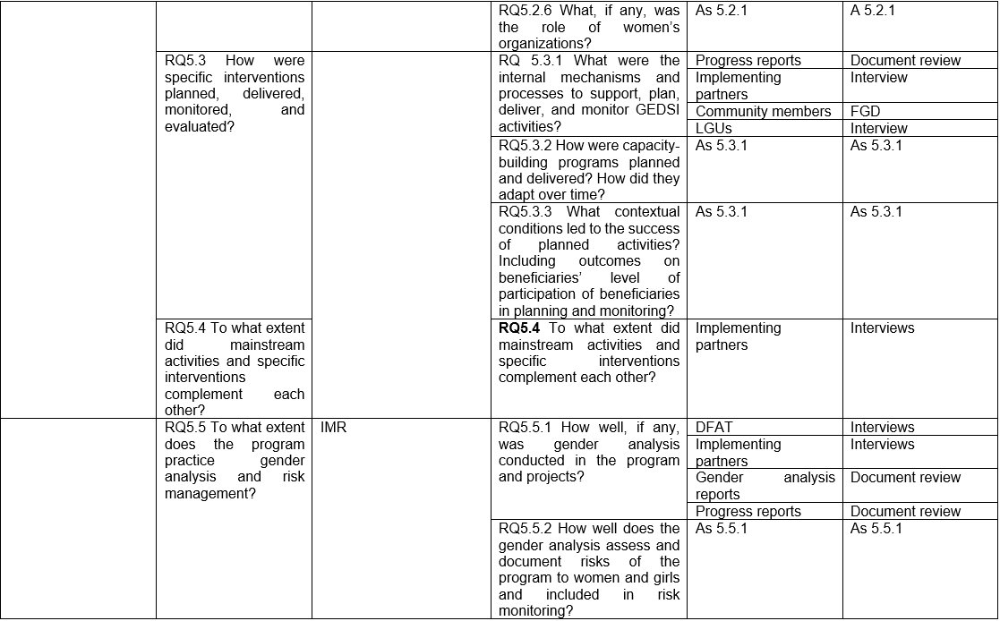 RQ5.2.6 What, if any, was
the role of women's
organizations?
As 5.2.1
A 5.2.1
RQ5.3 How were
specific interventions
planned, delivered,
monitored, and
evaluated?
RQ 5.3.1 What were the
internal mechanisms and
processes to support, plan,
deliver, and monitor GEDSI
activities?
Progress reports
Document review
Implementing
partners
Interview
Community members
FGD
LGUs
Interview
RQ5.3.2 How were capacity-
building programs planned
and delivered? How did they
adapt over time?
As 5.3.1
As 5.3.1
RQ5.3.3 What contextual
conditions led to the success
of planned activities?
Including outcomes on
beneficiaries' level of
participation of beneficiaries
in planning and monitoring?
As 5.3.1
As 5.3.1
RQ5.4 To what extent
did mainstream
activities and specific
interventions
complement each
other?
RQ5.4 To what extent did
mainstream activities and
specific interventions
complement each other?
Implementing
partners
Interviews
RQ5.5 To what extent
does the program
practice gender
analysis and risk
management?
IMR
RQ5.5.1 How well, if any,
was gender analysis
conducted in the program
and projects?
DFAT
Interviews
Implementing
partners
Interviews
Gender analysis
reports
Document review
Progress reports
Document review
RQ5.5.2 How well does the
gender analysis assess and
document risks of the
program to women and girls
and included in risk
monitoring?
As 5.5.1
As 5.5.1